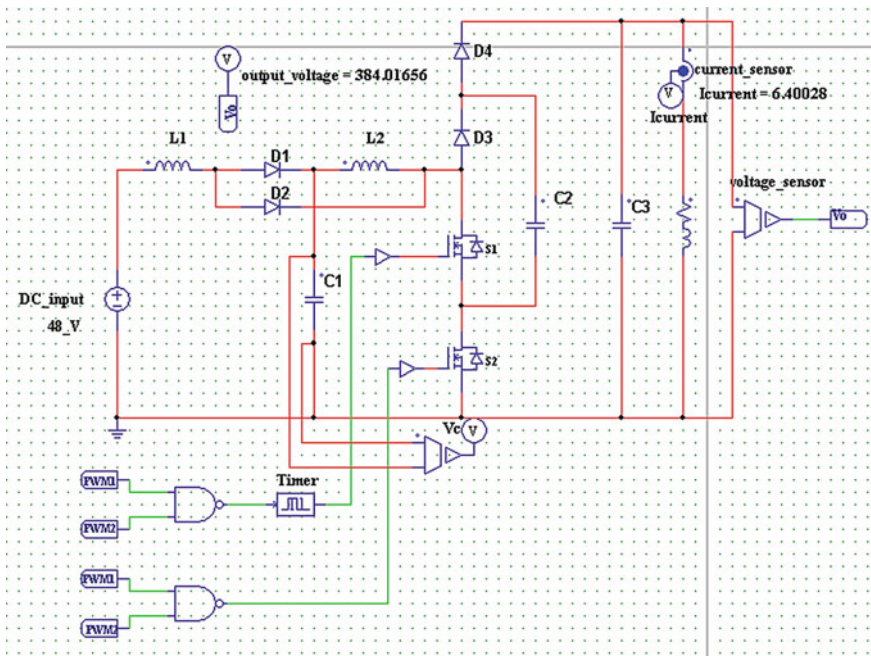 D4
V
output_voltage = 384.01656
current_sensor
V
Icurrent = 6.40028
Icurrent
Vo
L1
L2
D1
D3
D2
voltage_sensor
C2
C3
Vo
S1
C1
DC_input
48_V
S2
Vc
V
PWM1
Timer
PWM2
PWM1
PWM2